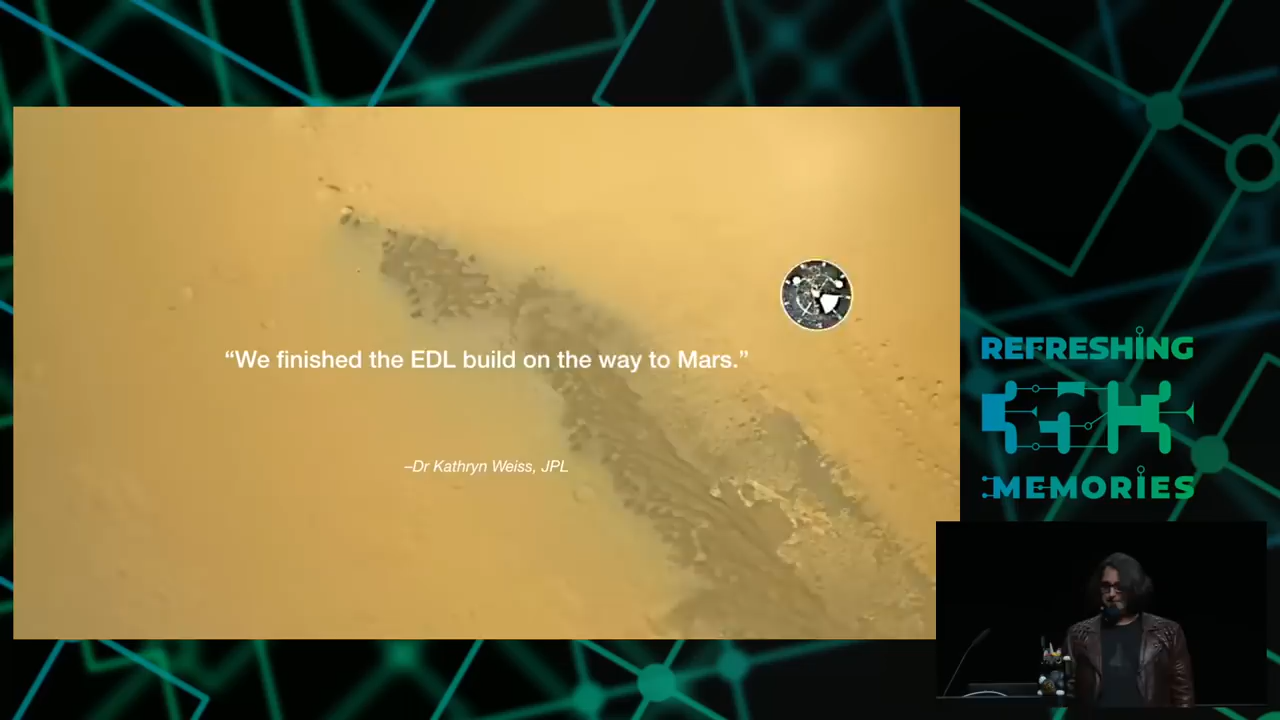 “We finished the EDL build on the way to Mars.”
–Dr Kathryn Weiss, JPL
REFRESHING
MEMORIES